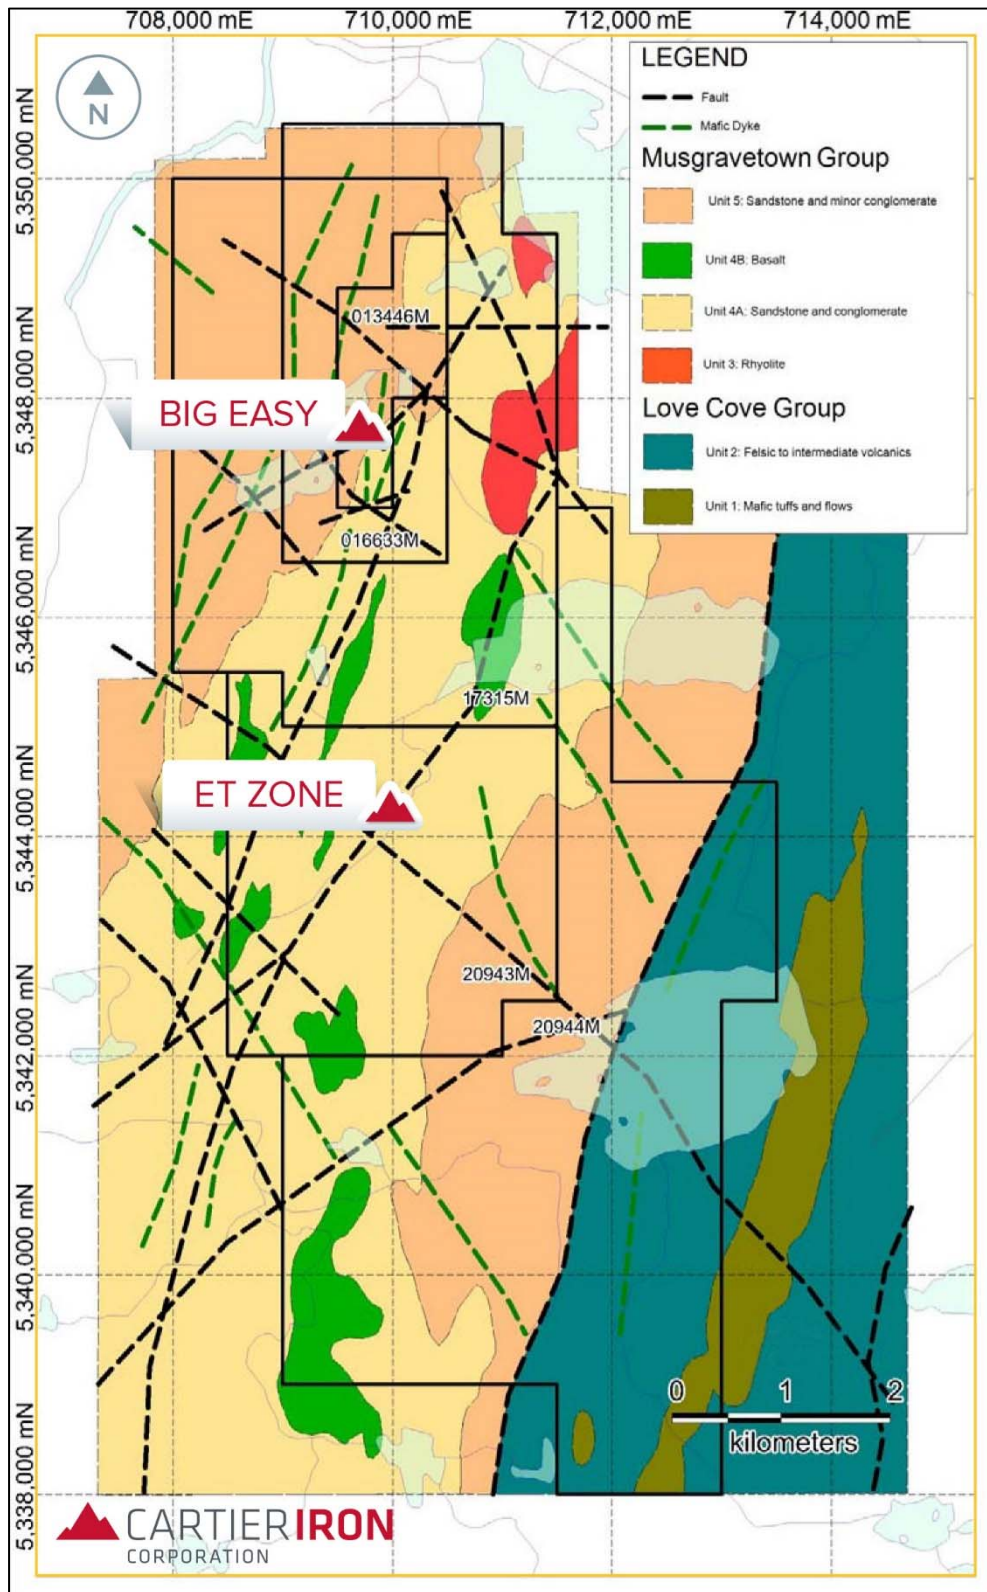 708,000 mE
710,000 mE
712,000 mE
714,000 mE
N
LEGEND
Fault
Mafic Dyke
Musgravetown Group
Unit 5: Sandstone and minor conglomerate
Unit 4B: Basalt
Unit 4A: Sandstone and conglomerate
Unit 3: Rhyolite
Love Cove Group
Unit 2: Felsic to intermediate volcanics
Unit 1: Mafic tuffs and flows
5,350,000 mN
5,348,000 mN
5,346,000 mN
5,344,000 mN
5,342,000 mN
5,340,000 mN
5,338,000 mN
013446M
BIG EASY
016633M
17315M
ET ZONE
20943M
20944M
0 1 2
kilometers
CARTIER IRON
CORPORATION